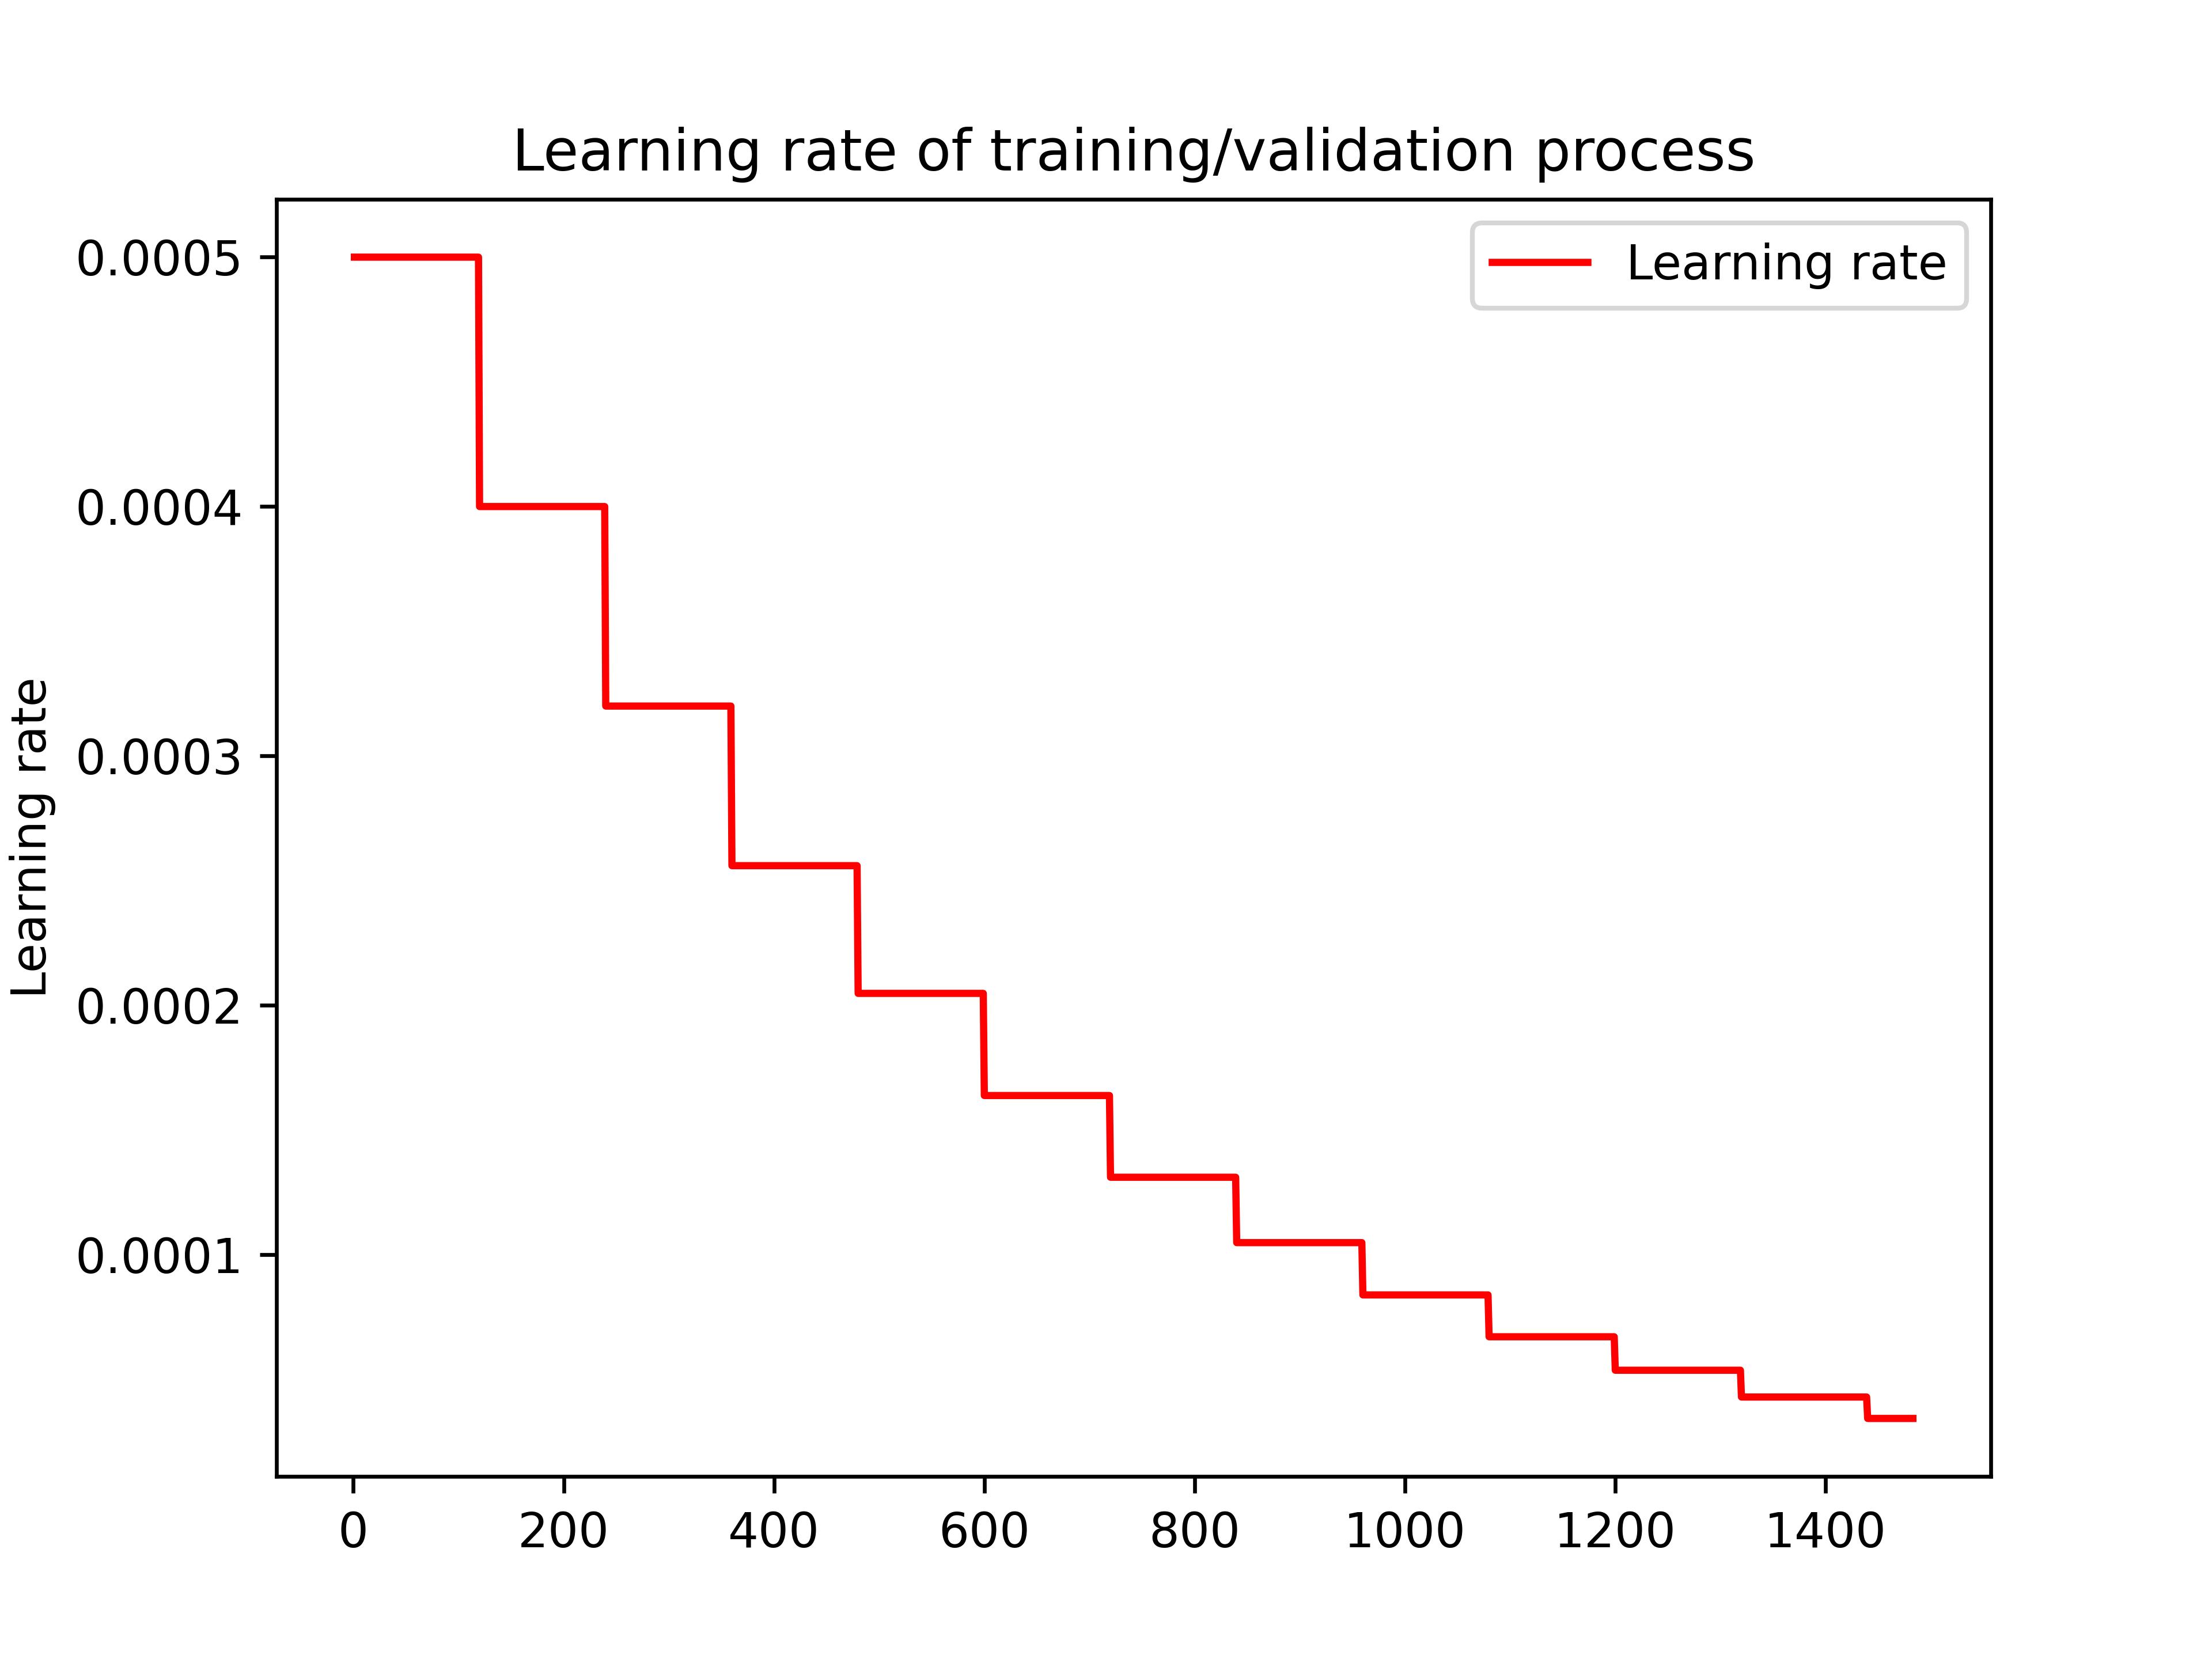 Learning rate of training/validation process
Learning rate
0.0005
0.0004
0.0003
0.0002
0.0001
Learning rate
0 200 400 600 800 1000 1200 1400